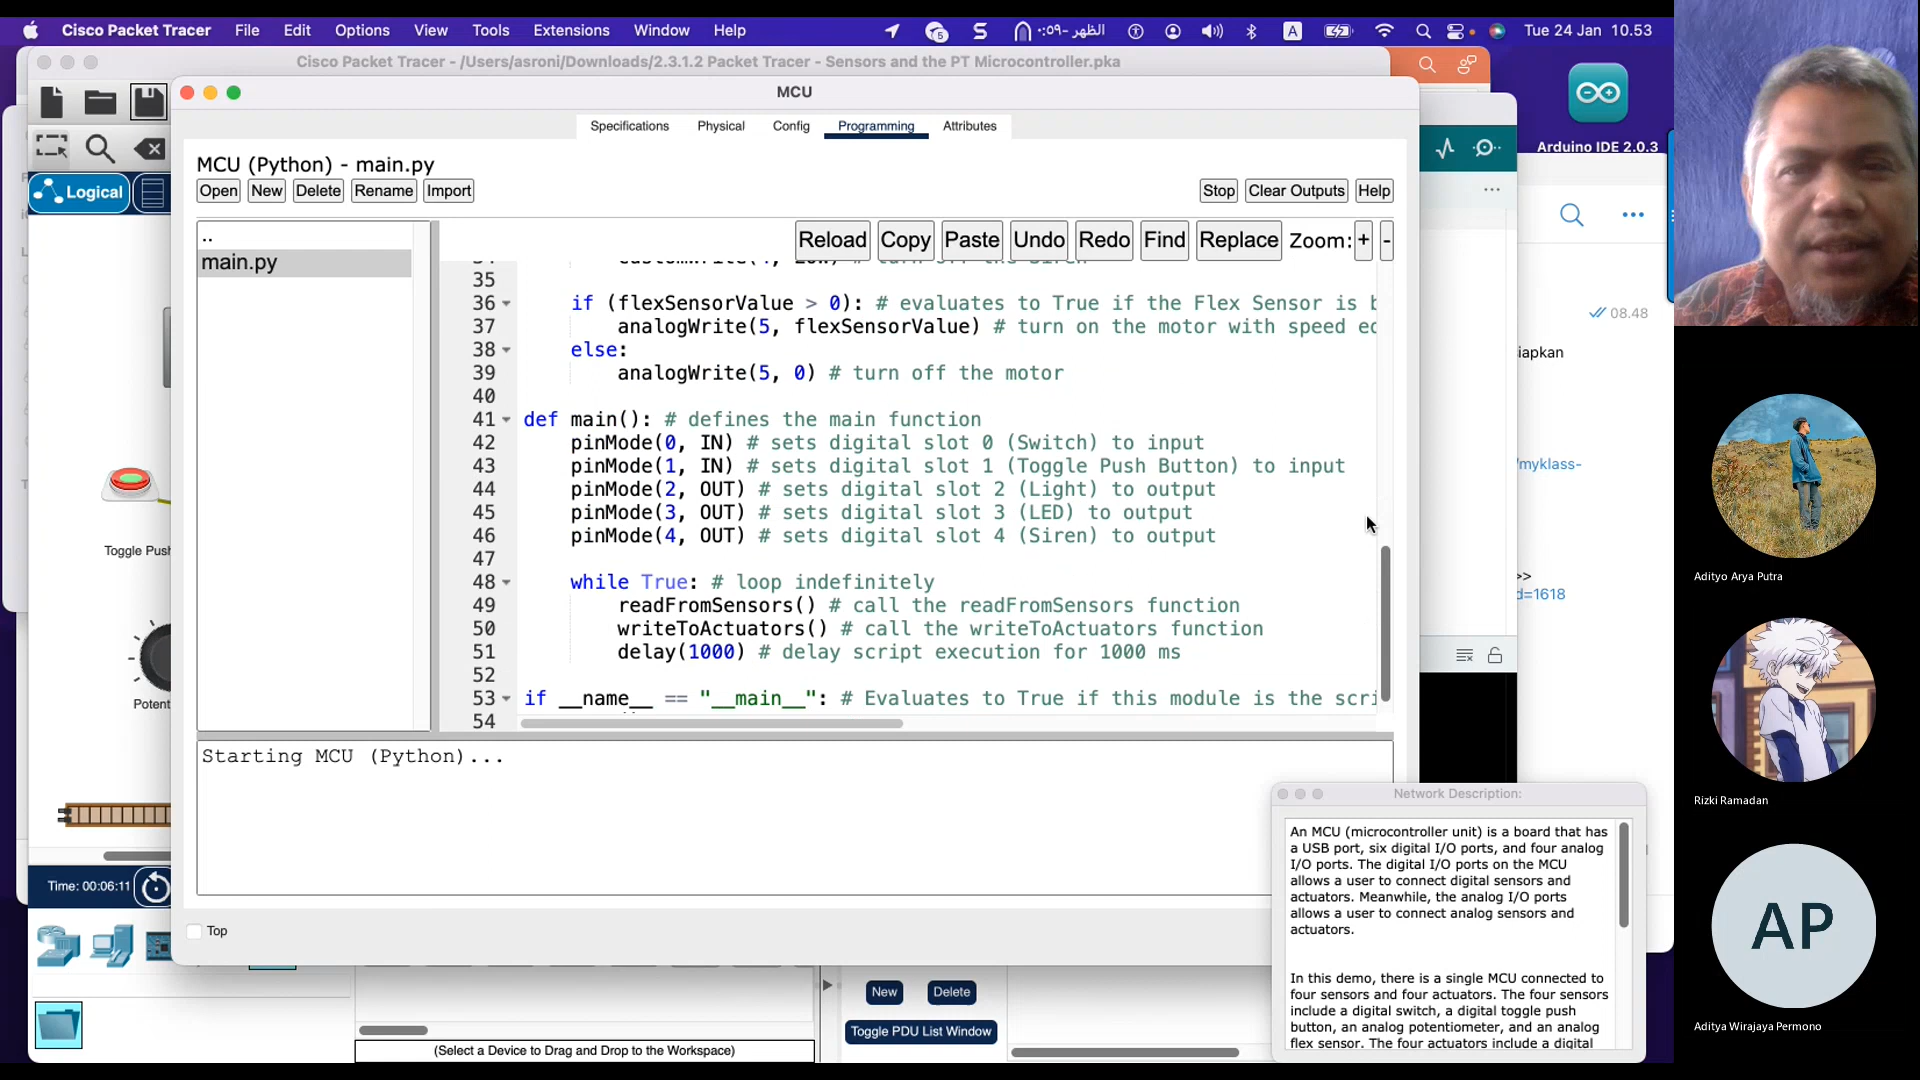 Cisco Packet Tracer File Edit Options View Tools Extensions Window Help
5 S الظهر -٠:٥٩ A Tue 24 Jan 10.53
Cisco Packet Tracer - /Users/asroni/Downloads/2.3.1.2 Packet Tracer - Sensors and the PT Microcontroller.pka
MCU
Specifications Physical Config Programming Attributes
Arduino IDE 2.0.3
MCU (Python) - main.py
Open New Delete Rename Import Stop Clear Outputs Help
Logical
Reload Copy Paste Undo Redo Find Replace Zoom: + -
..
main.py
35
36 if (flexSensorValue > 0): # evaluates to True if the Flex Sensor is
37 analogWrite(5, flexSensorValue) # turn on the motor with speed
38 else:
39 analogWrite(5, 0) # turn off the motor
40
41 def main(): # defines the main function
42 pinMode(0, IN) # sets digital slot 0 (Switch) to input
43 pinMode(1, IN) # sets digital slot 1 (Toggle Push Button) to input
44 pinMode(2, OUT) # sets digital slot 2 (Light) to output
45 pinMode(3, OUT) # sets digital slot 3 (LED) to output
46 pinMode(4, OUT) # sets digital slot 4 (Siren) to output
47
48 while True: # loop indefinitely
49 readFromSensors() # call the readFromSensors function
50 writeToActuators() # call the writeToActuators function
51 delay(1000) # delay script execution for 1000 ms
52
53 if __name__ == "__main__": # Evaluates to True if this module is the scri
54
Starting MCU (Python)...
Top
Toggle Push
Potent
Time: 00:06:11
New Delete
Toggle PDU List Window
(Select a Device to Drag and Drop to the Workspace)
08.48
iapkan
/myklass-
>>
d=1618
Network Description:
An MCU (microcontroller unit) is a board that has
a USB port, six digital I/O ports, and four analog
I/O ports. The digital I/O ports on the MCU
allows a user to connect digital sensors and
actuators. Meanwhile, the analog I/O ports
allows a user to connect analog sensors and
actuators.
In this demo, there is a single MCU connected to
four sensors and four actuators. The four sensors
include a digital switch, a digital toggle push
button, an analog potentiometer, and an analog
flex sensor. The four actuators include a digital
Adityo Arya Putra
Rizki Ramadan
AP
Aditya Wirajaya Permono